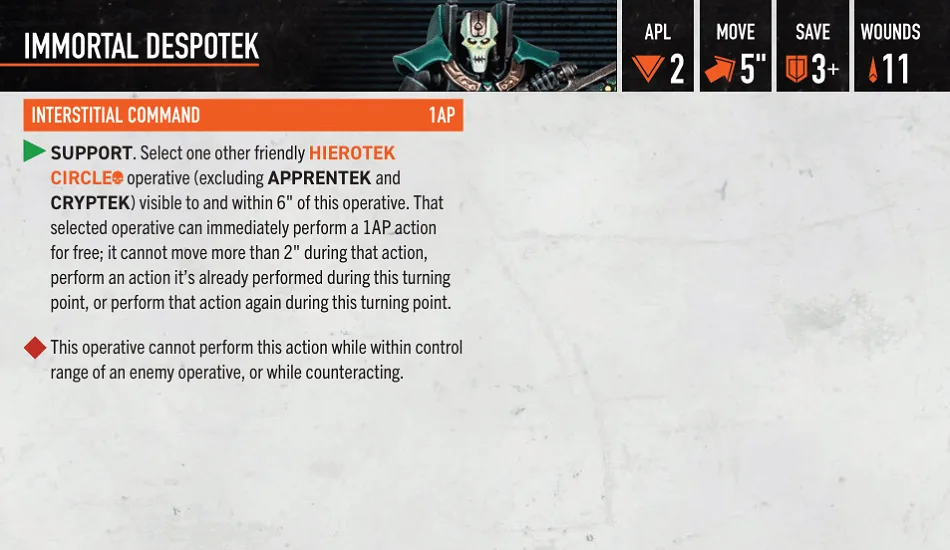 IMMORTAL DESPOTEK
APL
2
MOVE
5"
SAVE
3+
WOUNDS
11
INTERSTITIAL COMMAND 1AP
SUPPORT. Select one other friendly HIEROTEK
CIRCLE operative (excluding APPRENTEK and
CRYPTEK) visible to and within 6" of this operative. That
selected operative can immediately perform a 1AP action
for free; it cannot move more than 2" during that action,
perform an action it's already performed during this turning
point, or perform that action again during this turning point.
This operative cannot perform this action while within control
range of an enemy operative, or while counteracting.